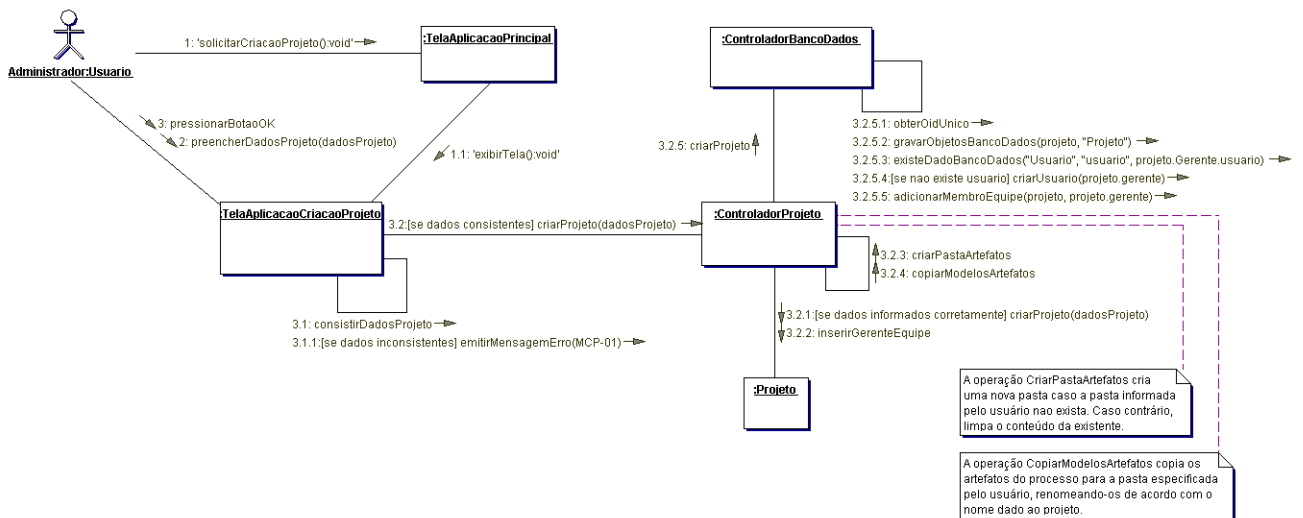 1: 'solicitarCriacaoProjeto():void'
:TelaAplicacaoPrincipal
:ControladorBancoDados
Administrador:Usuario
3: pressionarBotaoOK
2: preencherDadosProjeto(dadosProjeto)
1.1: 'exibirTela():void'
3.2.5: criarProjeto
3.2.5.1: obterOidUnico
3.2.5.2: gravarObjetosBancoDados(projeto, "Projeto")
3.2.5.3: existeDadoBancoDados("Usuario", "usuario", projeto.Gerente.usuario)
3.2.5.4:[se nao existe usuario] criarUsuario(projeto.gerente)
3.2.5.5: adicionarMembroEquipe(projeto, projeto.gerente)
:TelaAplicacaoCriacaoProjeto
3.2:[se dados consistentes] criarProjeto(dadosProjeto)
:ControladorProjeto
3.2.3: criarPastaArtefatos
3.2.4: copiarModelosArtefatos
3.1: consistirDadosProjeto
3.1.1:[se dados inconsistentes] emitirMensagemErro(MCP-01)
3.2.1:[se dados informados corretamente] criarProjeto(dadosProjeto)
3.2.2: inserirGerenteEquipe
:Projeto
A operação CriarPastaArtefatos cria
uma nova pasta caso a pasta informada
pelo usuário nao exista. Caso contrário,
limpa o conteúdo da existente.
A operação CopiarModelosArtefatos copia os
artefatos do processo para a pasta especificada
pelo usuário, renomeando-os de acordo com o
nome dado ao projeto.